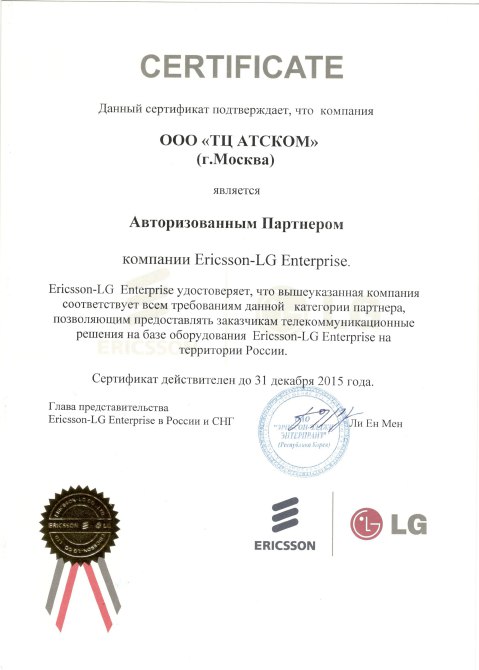 CERTIFICATE
Данный сертификат подтверждает, что компания
ООО «ТЦ АТСКОМ»
(г.Москва)
является
Авторизованным Партнером
компании Ericsson-LG Enterprise.
Ericsson-LG Enterprise удостоверяет, что вышеуказанная компания
соответствует всем требованиям данной категории партнера,
позволяющим предоставлять заказчикам телекоммуникационные
решения на базе оборудования Ericsson-LG Enterprise на
территории России.
ERICSSON
Сертификат действителен до 31 декабря 2015 года.
Глава представительства
Ericsson-LG Enterprise в России и СНГ
Ли Ен Мен
(Республика Корея)
ERICSSON LG
ERICSSON
LG